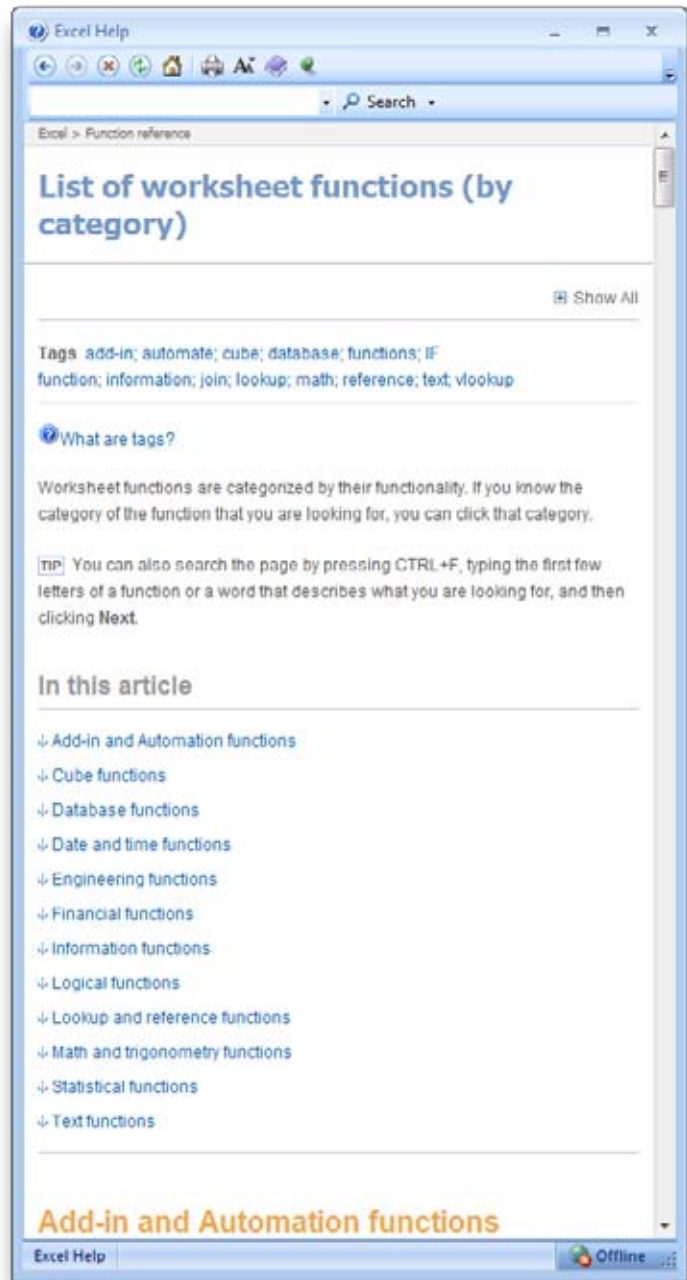 Excel Help
Search
Excel > Function reference
List of worksheet functions (by
category)
Show All
Tags add-in; automate; cube; database; functions; IF
function; information; join; lookup; math; reference; text; vlookup
What are tags?
Worksheet functions are categorized by their functionality. If you know the
category of the function that you are looking for, you can click that category.
TIP You can also search the page by pressing CTRL+F, typing the first few
letters of a function or a word that describes what you are looking for, and then
clicking Next.
In this article
Add-in and Automation functions
Cube functions
Database functions
Date and time functions
Engineering functions
Financial functions
Information functions
Logical functions
Lookup and reference functions
Math and trigonometry functions
Statistical functions
Text functions
Add-in and Automation functions
Excel Help
Offline